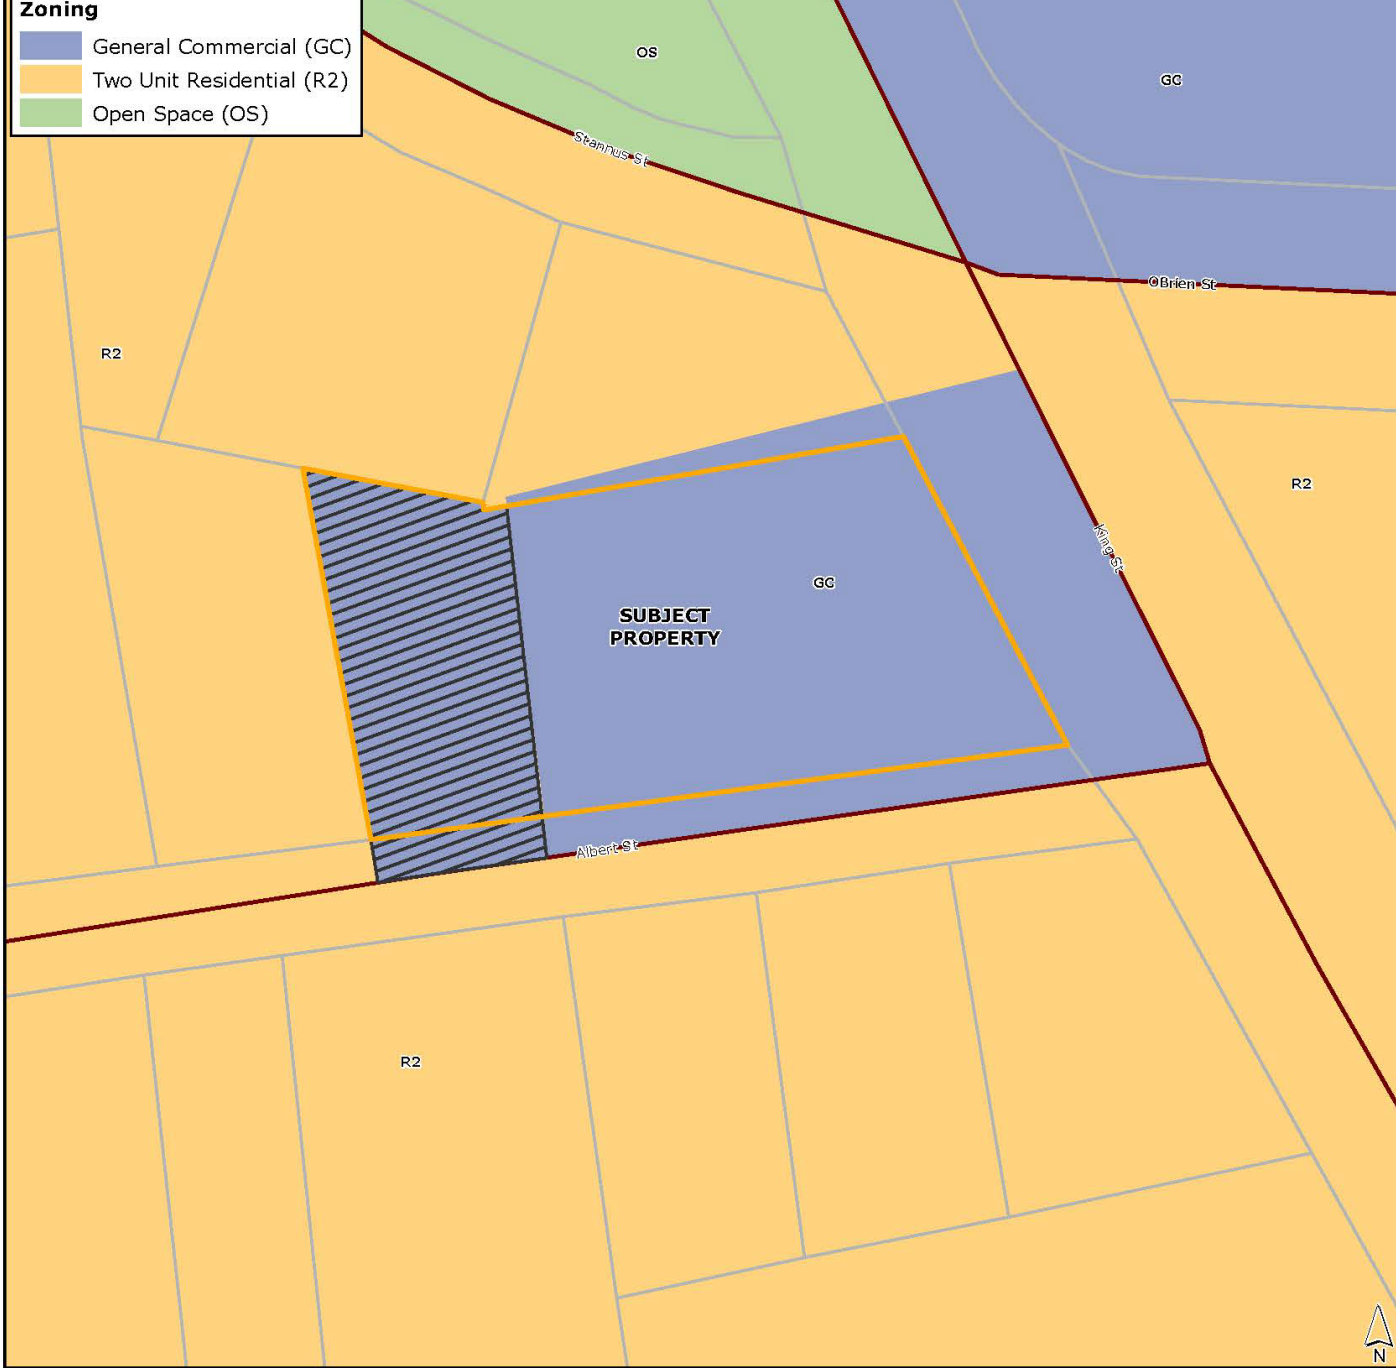 Zoning
General Commercial (GC)
Two Unit Residential (R2)
Open Space (OS)
OS
GC
Stannus St
OBrien St
R2
R2
King St
GC
SUBJECT
PROPERTY
Albert St
R2
N